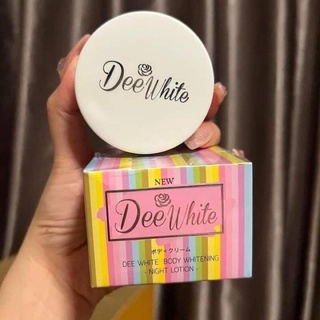 Dee White
NEW
Dee White
ボディクリーム
DEE WHITE BODY WHITENING
- NIGHT LOTION -